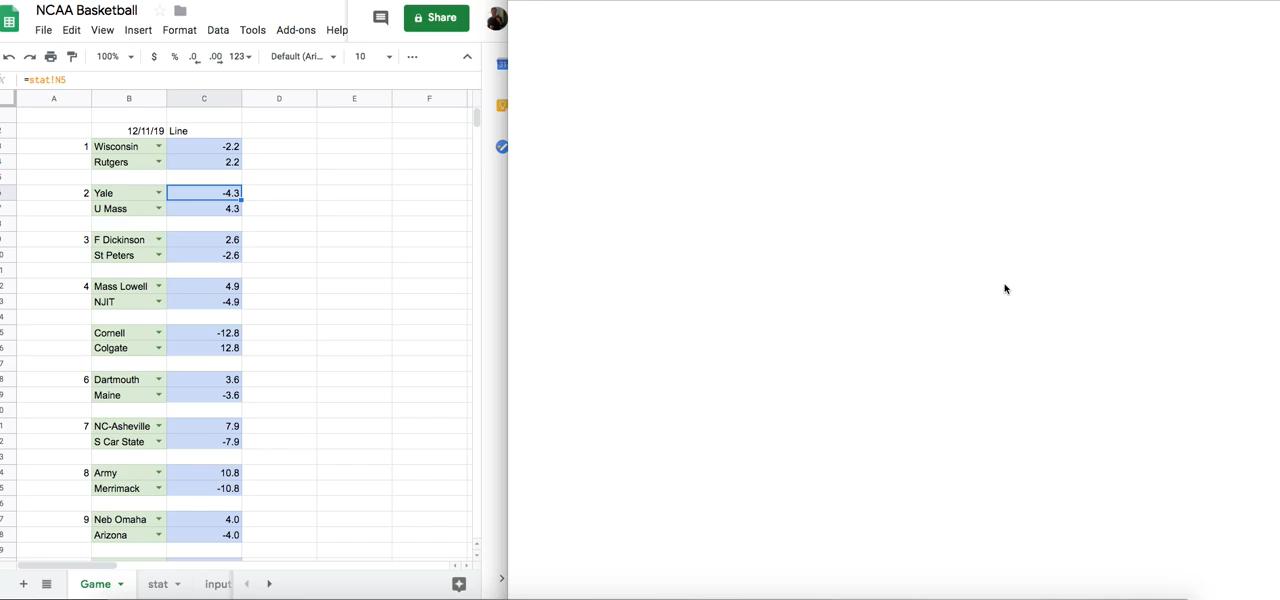 NCAA Basketball
Share
File Edit View Insert Format Data Tools Add-ons Help
100% $ % .0 .00 123 Default (Ari... 10
=stat!N5
A B C D E F
12/11/19 Line
1 Wisconsin -2.2
Rutgers 2.2
2 Yale -4.3
U Mass 4.3
3 F Dickinson 2.6
St Peters -2.6
4 Mass Lowell 4.9
NJIT -4.9
Cornell -12.8
Colgate 12.8
6 Dartmouth 3.6
Maine -3.6
7 NC-Asheville 7.9
S Car State -7.9
8 Army 10.8
Merrimack -10.8
9 Neb Omaha 4.0
Arizona -4.0
Game stat input